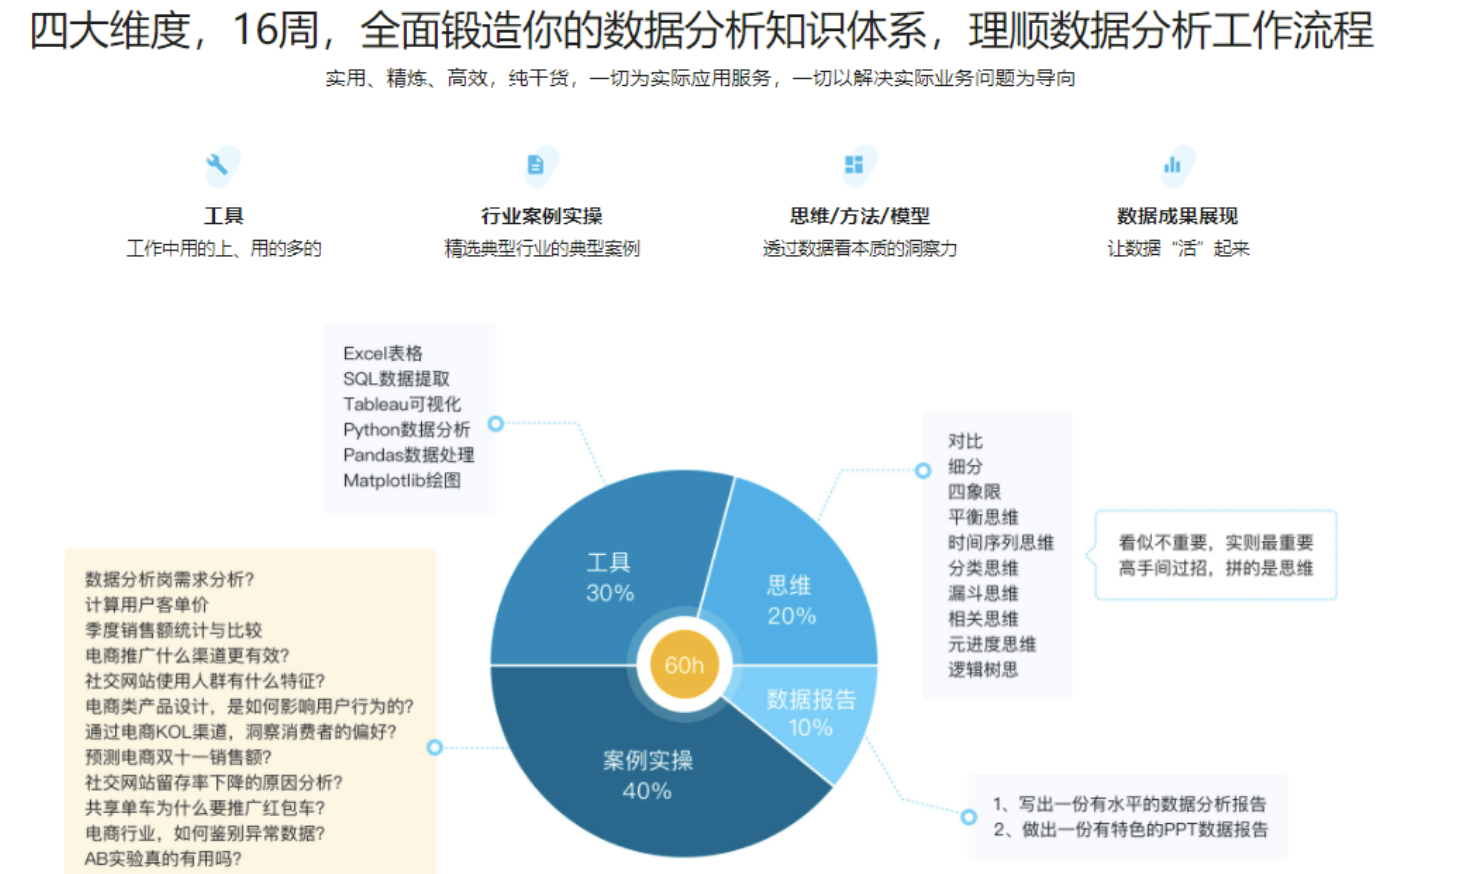 四大维度，16周，全面锻造你的数据分析知识体系，理顺数据分析工作流程
实用、精炼、高效，纯干货，一切为实际应用服务，一切以解决实际业务问题为导向
工具
工作中用的上、用的多的
行业案例实操
精选典型行业的典型案例
思维/方法/模型
透过数据看本质的洞察力
数据成果展现
让数据“活”起来
Excel表格
SQL数据提取
Tableau可视化
Python数据分析
Pandas数据处理
Matplotlib绘图
对比
细分
四象限
平衡思维
时间序列思维
分类思维
漏斗思维
相关思维
元进度思维
逻辑树思
看似不重要，实则最重要
高手间过招，拼的是思维
工具
30%
思维
20%
60h
数据报告
10%
案例实操
40%
数据分析岗需求分析?
计算用户客单价
季度销售额统计与比较
电商推广什么渠道更有效?
社交网站使用人群有什么特征?
电商类产品设计，是如何影响用户行为的?
通过电商KOL渠道，洞察消费者的偏好?
预测电商双十一销售额?
社交网站留存率下降的原因分析?
共享单车为什么要推广红包车?
电商行业，如何鉴别异常数据?
AB实验真的有用吗?
1、写出一份有水平的数据分析报告
2、做出一份有特色的PPT数据报告